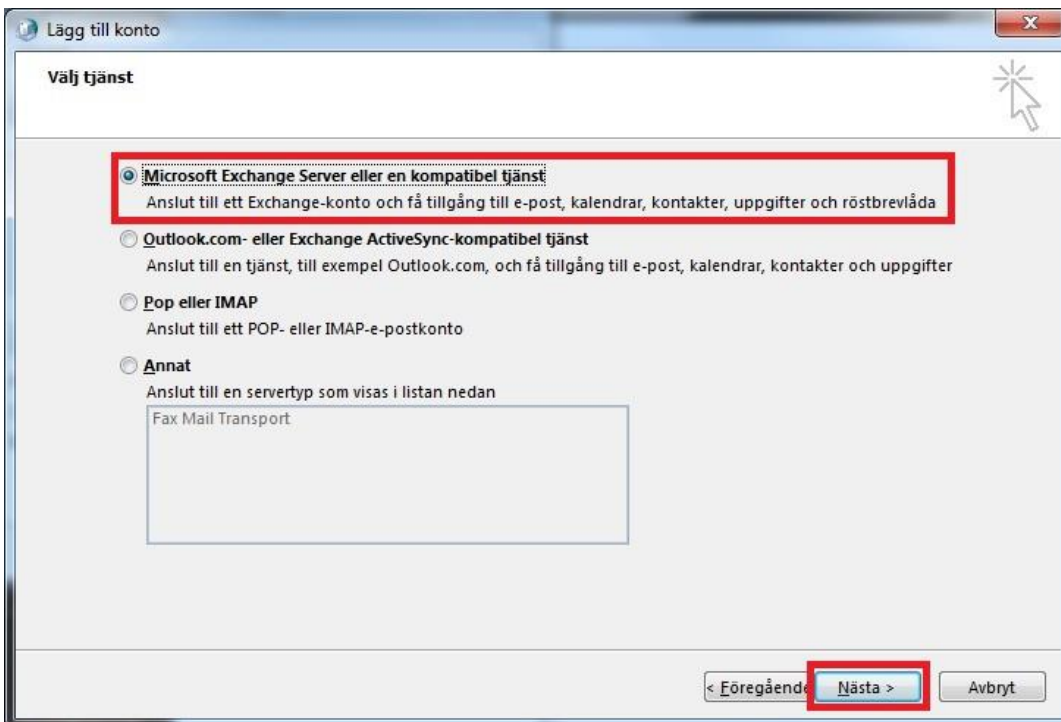 Lägg till konto
Välj tjänst
Microsoft Exchange Server eller en kompatibel tjänst
Anslut till ett Exchange-konto och få tillgång till e-post, kalendrar, kontakter, uppgifter och röstbrevlåda
Outlook.com- eller Exchange ActiveSync-kompatibel tjänst
Anslut till en tjänst, till exempel Outlook.com, och få tillgång till e-post, kalendrar, kontakter och uppgifter
Pop eller IMAP
Anslut till ett POP- eller IMAP-e-postkonto
Annat
Anslut till en servertyp som visas i listan nedan
Fax Mail Transport
< Föregående Nästa > Avbryt